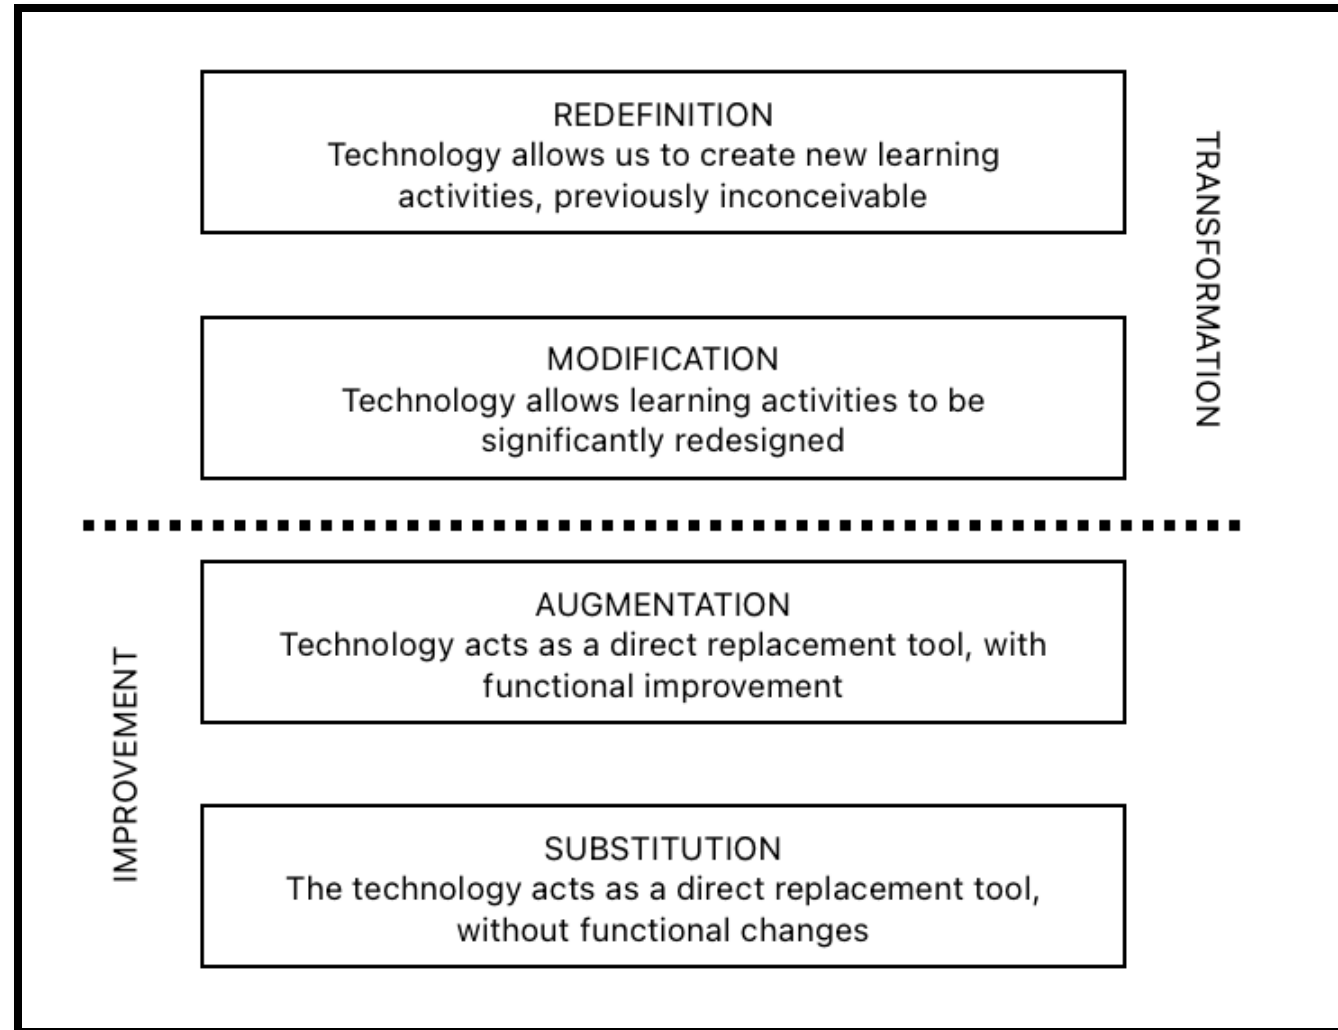 REDEFINITION
Technology allows us to create new learning
activities, previously inconceivable
TRANSFORMATION
MODIFICATION
Technology allows learning activities to be
significantly redesigned
AUGMENTATION
Technology acts as a direct replacement tool, with
functional improvement
IMPROVEMENT
SUBSTITUTION
The technology acts as a direct replacement tool,
without functional changes